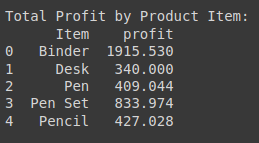 Total Profit by Product Item:
Item profit
0 Binder 1915.530
1 Desk 340.000
2 Pen 409.044
3 Pen Set 833.974
4 Pencil 427.028